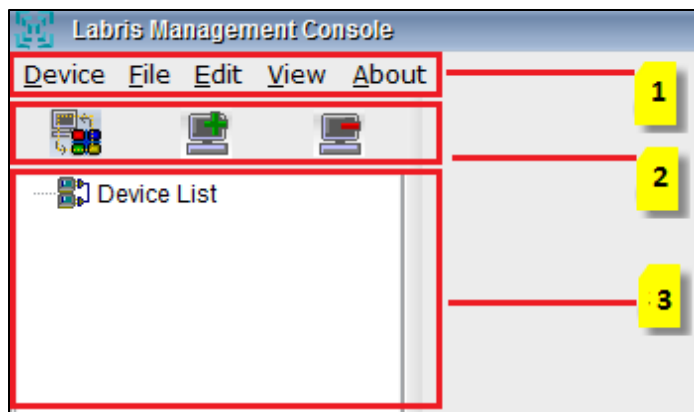 Labris Management Console
Device File Edit View About
1
2
Device List
3